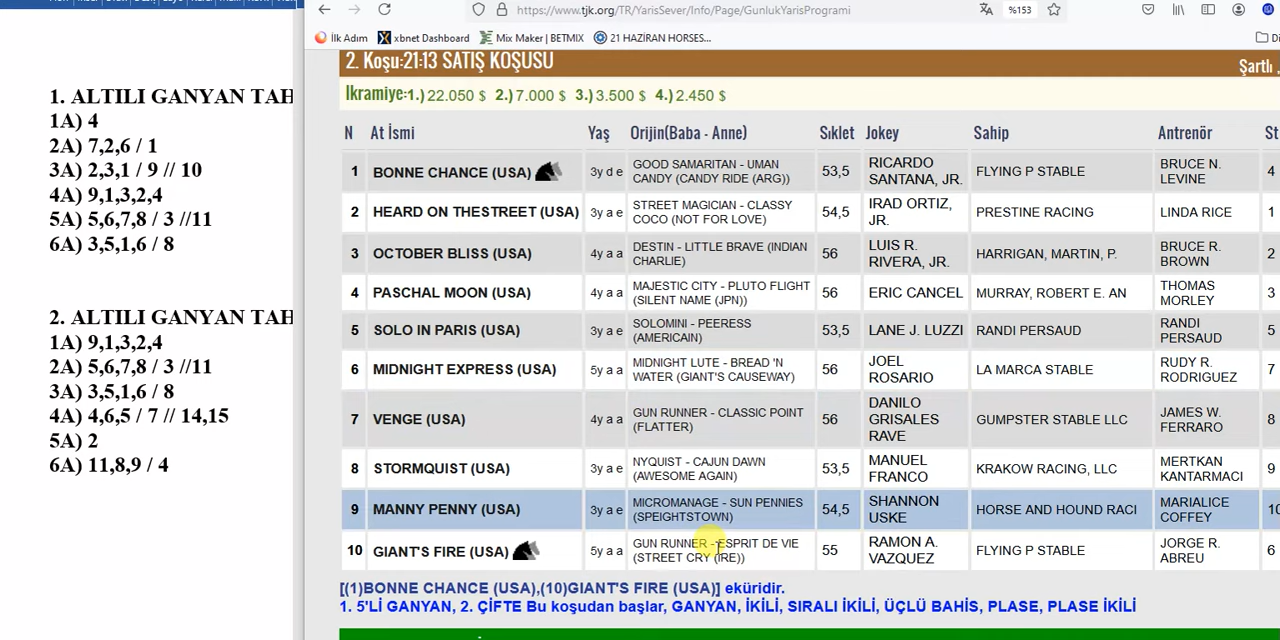 https://www.tjk.org/TR/YarisSever/Info/Page/GunlukYarisProgrami
%153
İlk Adım
xbnet Dashboard
Mix Maker | BETMIX
21 HAZİRAN HORSES...
1. ALTILI GANYAN TAH
1A) 4
2A) 7,2,6 / 1
3A) 2,3,1 / 9 // 10
4A) 9,1,3,2,4
5A) 5,6,7,8 / 3 //11
6A) 3,5,1,6 / 8
2. ALTILI GANYAN TAH
1A) 9,1,3,2,4
2A) 5,6,7,8 / 3 //11
3A) 3,5,1,6 / 8
4A) 4,6,5 / 7 // 14,15
5A) 2
6A) 11,8,9 / 4
2. Koşu:21:13 SATIŞ KOŞUSU
Şartlı ,
Ikramiye:1.) 22.050 $ 2.) 7.000 $ 3.) 3.500 $ 4.) 2.450 $
N At İsmi Yaş Orijin(Baba - Anne) Sıklet Jokey Sahip Antrenör St
1 BONNE CHANCE (USA) 3y d e GOOD SAMARITAN - UMAN CANDY (CANDY RIDE (ARG)) 53,5 RICARDO SANTANA, JR. FLYING P STABLE BRUCE N. LEVINE 4
2 HEARD ON THESTREET (USA) 3y a e STREET MAGICIAN - CLASSY COCO (NOT FOR LOVE) 54,5 IRAD ORTIZ, JR. PRESTINE RACING LINDA RICE 1
3 OCTOBER BLISS (USA) 4y a a DESTIN - LITTLE BRAVE (INDIAN CHARLIE) 56 LUIS R. RIVERA, JR. HARRIGAN, MARTIN, P. BRUCE R. BROWN 2
4 PASCHAL MOON (USA) 4y a a MAJESTIC CITY - PLUTO FLIGHT (SILENT NAME (JPN)) 56 ERIC CANCEL MURRAY, ROBERT E. AN THOMAS MORLEY 3
5 SOLO IN PARIS (USA) 3y a e SOLOMINI - PEERESS (AMERICAIN) 53,5 LANE J. LUZZI RANDI PERSAUD RANDI PERSAUD 5
6 MIDNIGHT EXPRESS (USA) 5y a a MIDNIGHT LUTE - BREAD 'N WATER (GIANT'S CAUSEWAY) 56 JOEL ROSARIO LA MARCA STABLE RUDY R. RODRIGUEZ 7
7 VENGE (USA) 4y a a GUN RUNNER - CLASSIC POINT (FLATTER) 56 DANILO GRISALES RAVE GUMPSTER STABLE LLC JAMES W. FERRARO 8
8 STORMQUIST (USA) 3y a e NYQUIST - CAJUN DAWN (AWESOME AGAIN) 53,5 MANUEL FRANCO KRAKOW RACING, LLC MERTKAN KANTARMACI 9
9 MANNY PENNY (USA) 3y a e MICROMANAGE - SUN PENNIES (SPEIGHTSTOWN) 54,5 SHANNON USKE HORSE AND HOUND RACI MARIALICE COFFEY 10
10 GIANT'S FIRE (USA) 5y a a GUN RUNNER - ESPRIT DE VIE (STREET CRY (IRE)) 55 RAMON A. VAZQUEZ FLYING P STABLE JORGE R. ABREU 6
[(1)BONNE CHANCE (USA),(10)GIANT'S FIRE (USA)] eküridir.
1. 5'Lİ GANYAN, 2. ÇİFTE Bu koşudan başlar, GANYAN, İKİLİ, SIRALI İKİLİ, ÜÇLÜ BAHİS, PLASE, PLASE İKİLİ